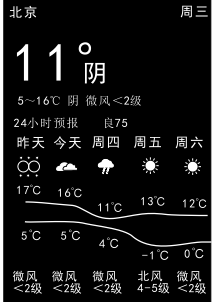 北京 周三
11°
阴
5~16℃ 阴 微风<2级
24小时预报 良75
昨天 今天 周四 周五 周六
17℃ 16℃ 11℃ 13℃ 12℃
5℃ 5℃ 4℃ -1℃ 0℃
微风 微风 微风 北风 微风
<2级 <2级 <2级 4-5级 <2级